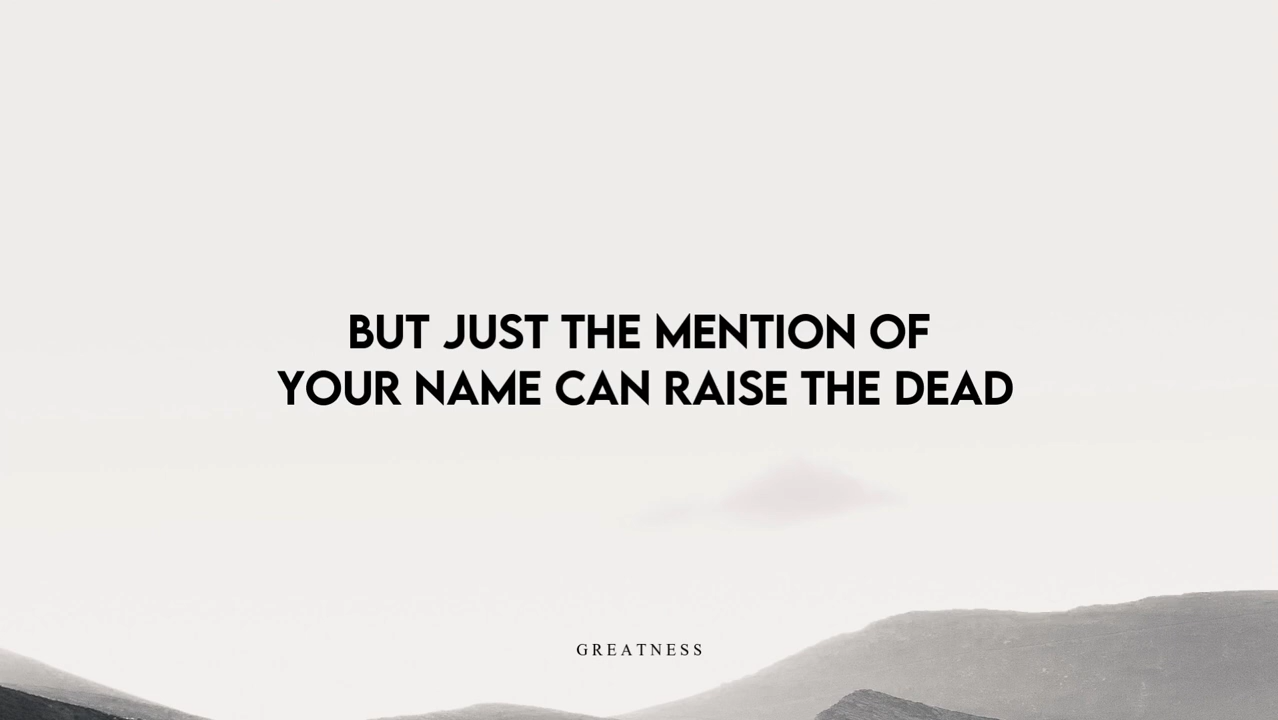 BUT JUST THE MENTION OF
YOUR NAME CAN RAISE THE DEAD
GREATNESS